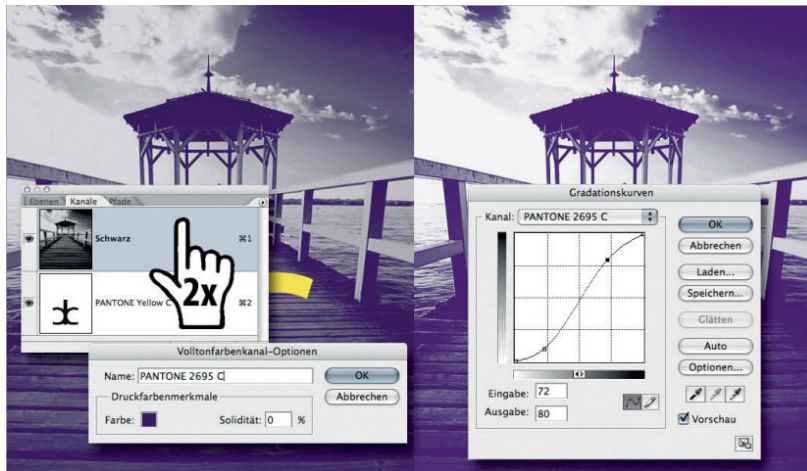 Ebenen Kanäle Pfade
Schwarz ⌘1
2x
PANTONE Yellow C ⌘2
Volltonfarbenkanal-Optionen
Name: PANTONE 2695 C
OK
Druckfarbenmerkmale
Abbrechen
Farbe: Solidität: 0 %
Gradationskurven
Kanal: PANTONE 2695 C
OK
Abbrechen
Laden...
Speichern...
Glätten
Auto
Optionen...
Eingabe: 72
Ausgabe: 80
Vorschau